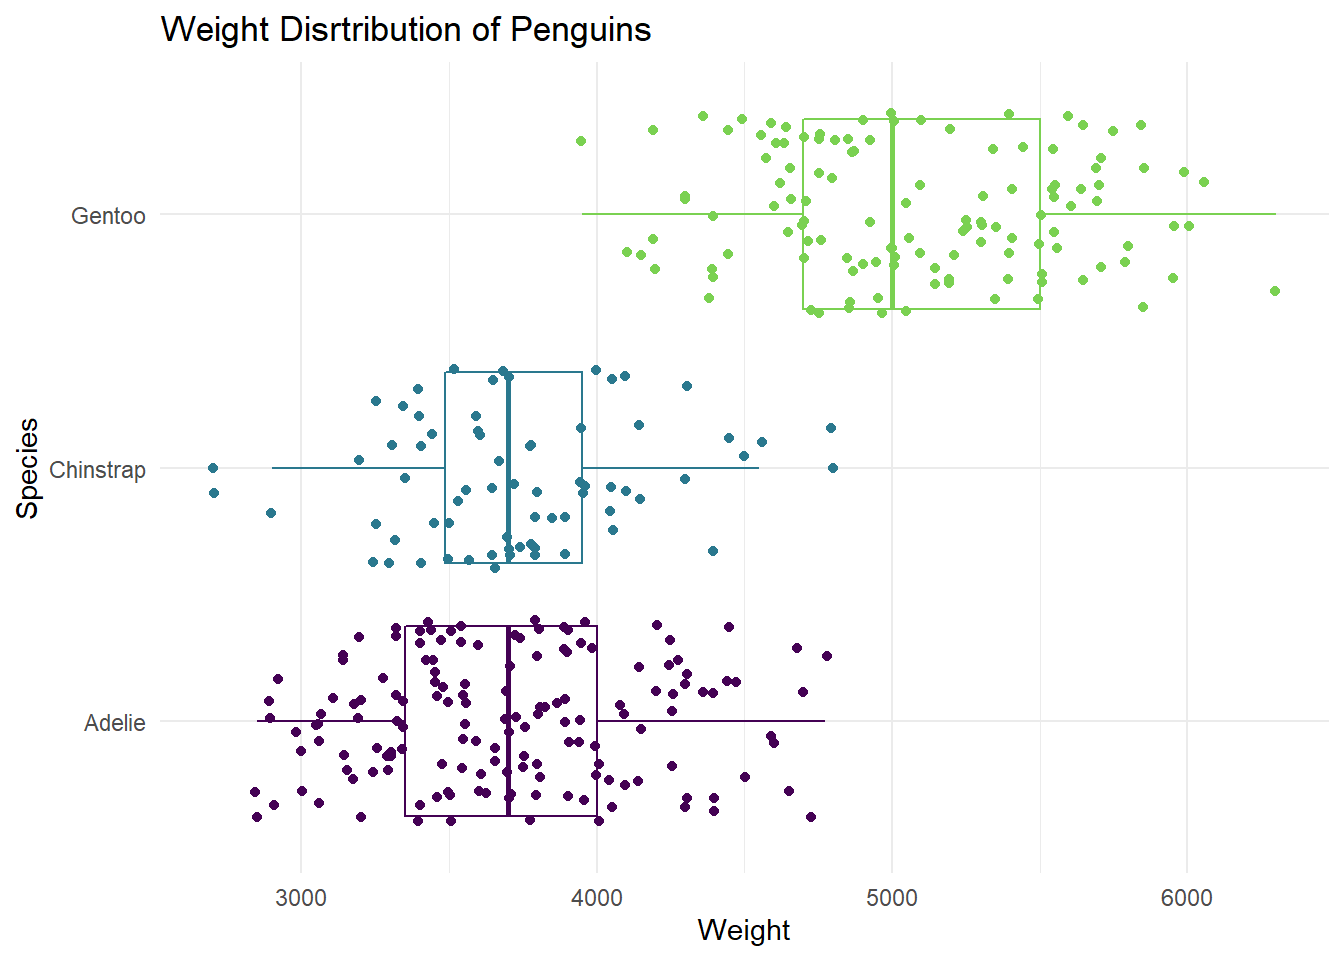 Weight Disrtribution of Penguins
Gentoo
Chinstrap
Adelie
Species
3000 4000 5000 6000
Weight